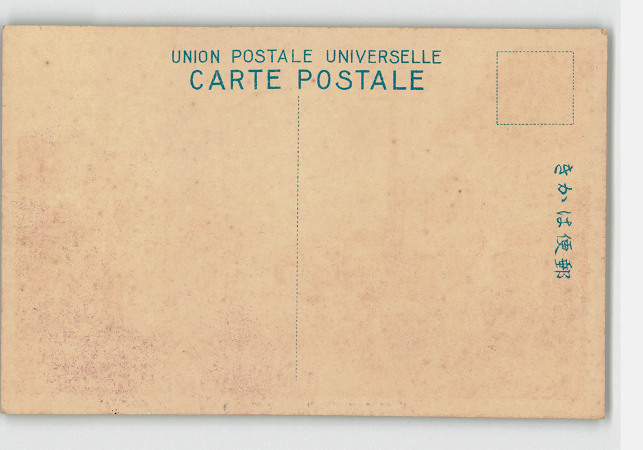 UNION POSTALE UNIVERSELLE
CARTE POSTALE
きかは便郵